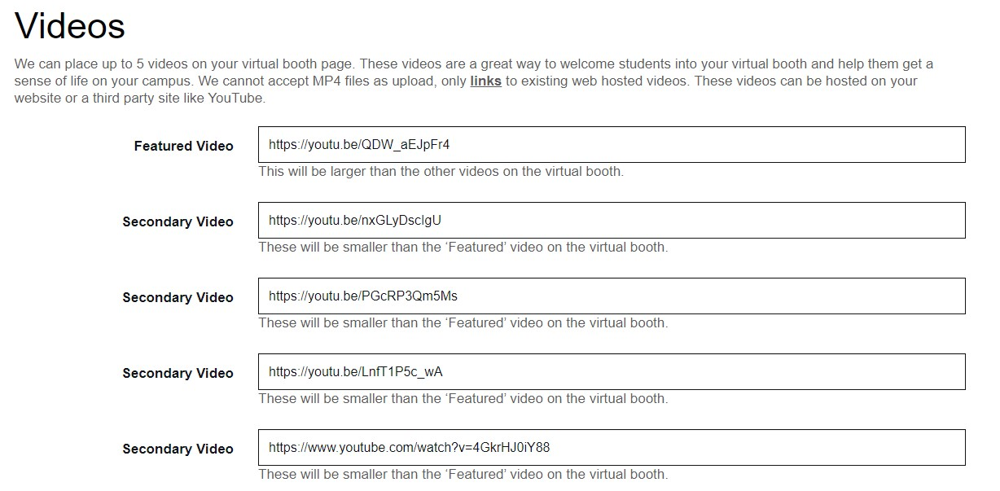 Videos
We can place up to 5 videos on your virtual booth page. These videos are a great way to welcome students into your virtual booth and help them get a
sense of life on your campus. We cannot accept MP4 files as upload, only links to existing web hosted videos. These videos can be hosted on your
website or a third party site like YouTube.
Featured Video https://youtu.be/QDW_aEJpFr4
This will be larger than the other videos on the virtual booth.
Secondary Video https://youtu.be/nxGLyDscIgU
These will be smaller than the ‘Featured’ video on the virtual booth.
Secondary Video https://youtu.be/PGcRP3Qm5Ms
These will be smaller than the ‘Featured’ video on the virtual booth.
Secondary Video https://youtu.be/LnfT1P5c_wA
These will be smaller than the ‘Featured’ video on the virtual booth.
Secondary Video https://www.youtube.com/watch?v=4GkrHJ0iY88
These will be smaller than the ‘Featured’ video on the virtual booth.